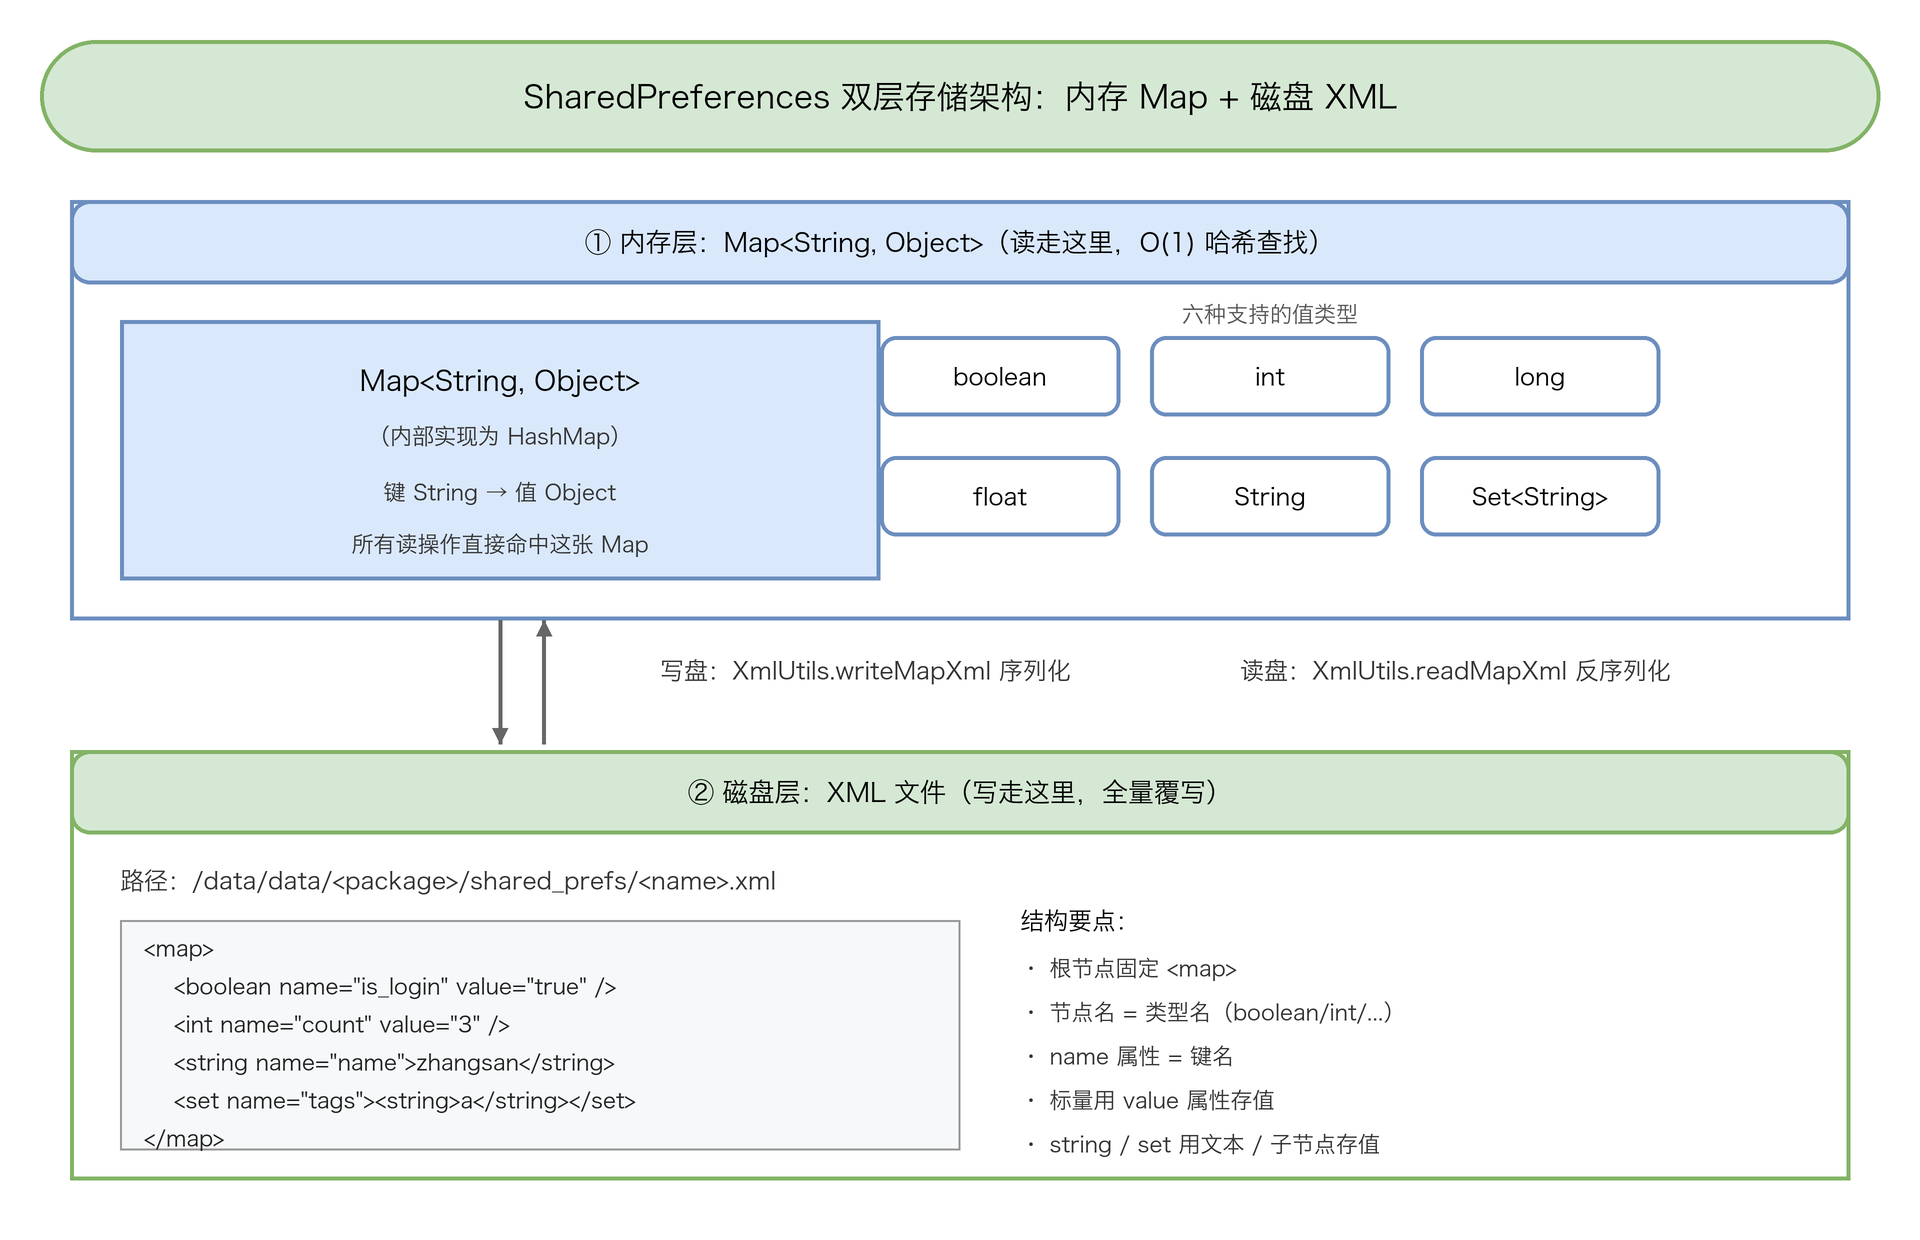 SharedPreferences 双层存储架构：内存 Map + 磁盘 XML
① 内存层：Map<String, Object>（读走这里，O(1) 哈希查找）
六种支持的值类型
Map<String, Object>
（内部实现为 HashMap）
键 String → 值 Object
所有读操作直接命中这张 Map
boolean
int
long
float
String
Set<String>
写盘：XmlUtils.writeMapXml 序列化
读盘：XmlUtils.readMapXml 反序列化
② 磁盘层：XML 文件（写走这里，全量覆写）
路径：/data/data/<package>/shared_prefs/<name>.xml
<map>
<boolean name="is_login" value="true" />
<int name="count" value="3" />
<string name="name">zhangsan</string>
<set name="tags"><string>a</string></set>
</map>
结构要点：
· 根节点固定 <map>
· 节点名 = 类型名（boolean/int/...）
· name 属性 = 键名
· 标量用 value 属性存值
· string / set 用文本 / 子节点存值